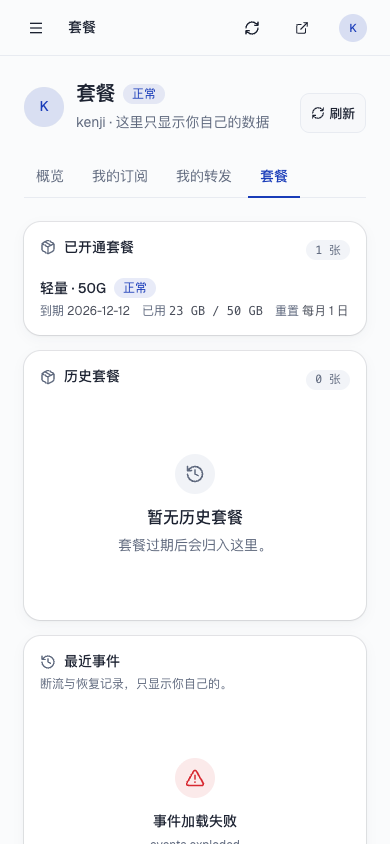 套餐
K
K
套餐 正常
kenji · 这里只显示你自己的数据
刷新
概览 我的订阅 我的转发 套餐
已开通套餐
1 张
轻量 · 50G 正常
到期 2026-12-12 已用 23 GB / 50 GB 重置 每月 1 日
历史套餐
0 张
暂无历史套餐
套餐过期后会归入这里。
最近事件
断流与恢复记录，只显示你自己的。
事件加载失败
events exploded